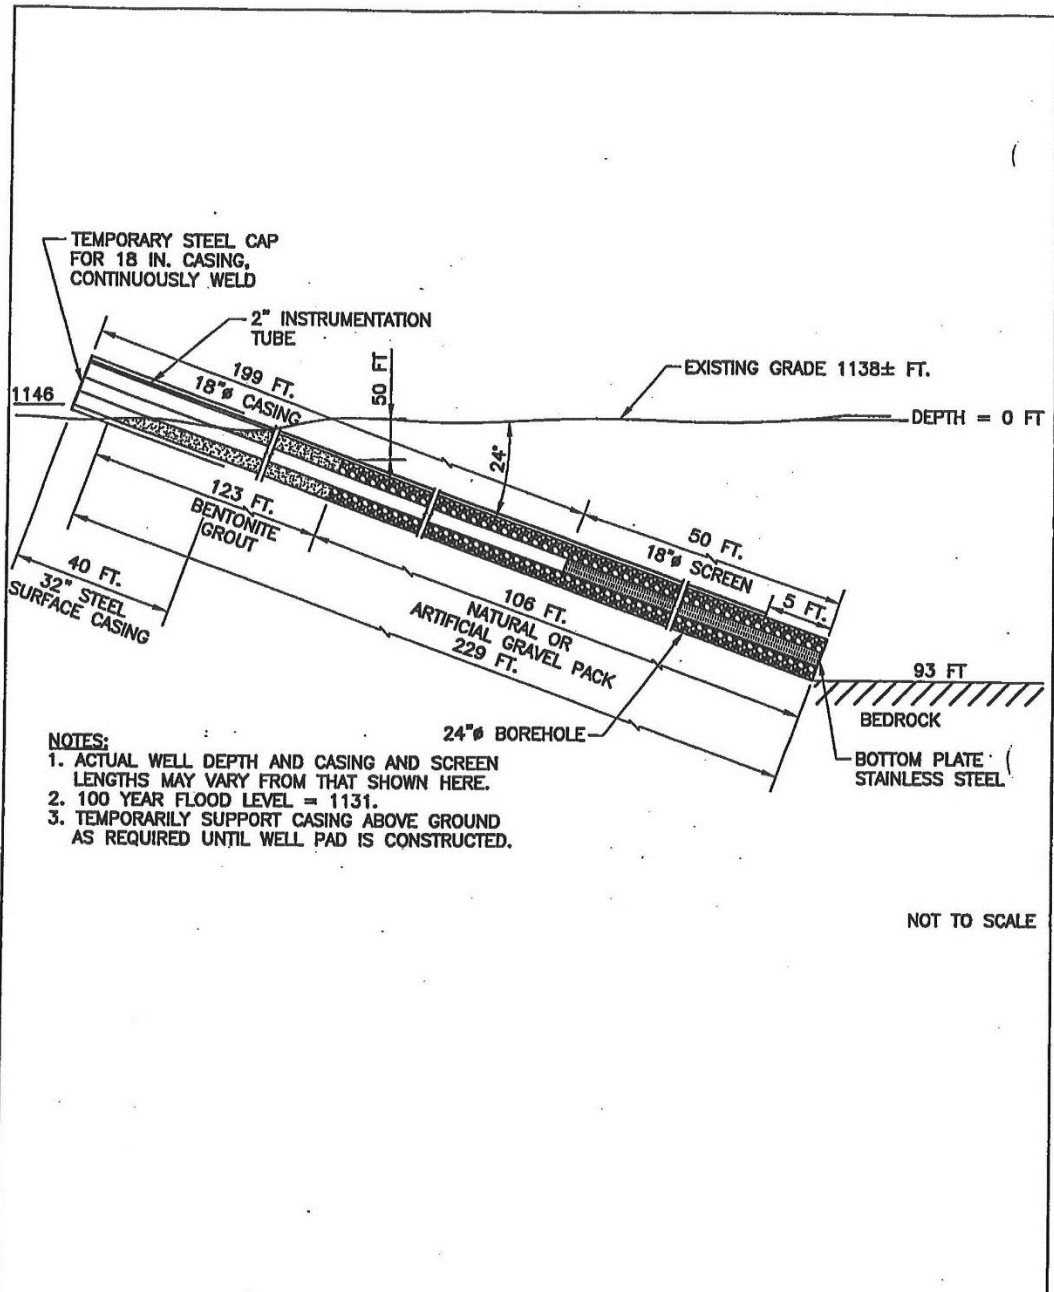 TEMPORARY STEEL CAP
FOR 18 IN. CASING,
CONTINUOUSLY WELD
2" INSTRUMENTATION
TUBE
199 FT.
18"ø CASING
50 FT
EXISTING GRADE 1138± FT.
1146
DEPTH = 0 FT
24°
123 FT.
BENTONITE
GROUT
50 FT.
18"ø SCREEN
5 FT.
40 FT.
32" STEEL
SURFACE CASING
106 FT.
NATURAL OR
ARTIFICIAL GRAVEL PACK
229 FT.
93 FT
BEDROCK
24"ø BOREHOLE
BOTTOM PLATE
STAINLESS STEEL
NOTES:
1. ACTUAL WELL DEPTH AND CASING AND SCREEN
LENGTHS MAY VARY FROM THAT SHOWN HERE.
2. 100 YEAR FLOOD LEVEL = 1131.
3. TEMPORARILY SUPPORT CASING ABOVE GROUND
AS REQUIRED UNTIL WELL PAD IS CONSTRUCTED.
NOT TO SCALE